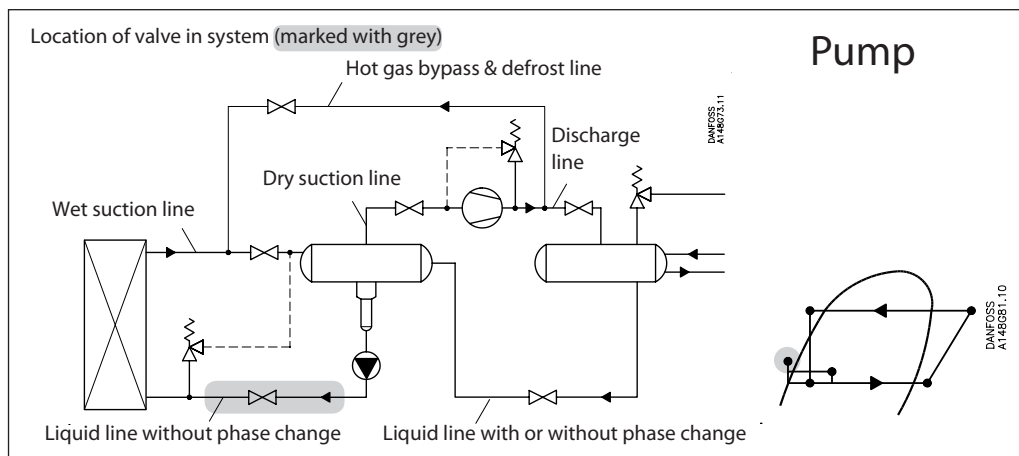 Location of valve in system (marked with grey)
Pump
Hot gas bypass & defrost line
DANFOSS
A148G73.11
Discharge
line
Dry suction line
Wet suction line
DANFOSS
A148G81.10
Liquid line without phase change
Liquid line with or without phase change